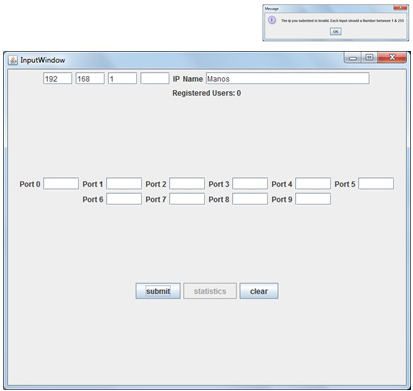 Message
The ip you submited is Invalid. Each input should a Number between 1 & 255
OK
InputWindow
192 168 1 IP Name Manos
Registered Users: 0
Port 0 Port 1 Port 2 Port 3 Port 4 Port 5
Port 6 Port 7 Port 8 Port 9
submit statistics clear